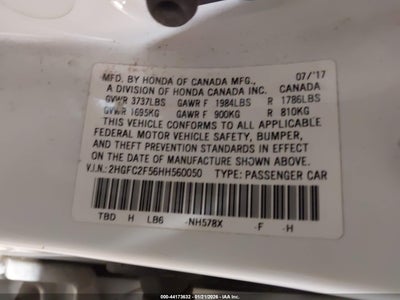 MFD. BY HONDA OF CANADA MFG., 07/'17
A DIVISION OF HONDA CANADA INC. CANADA
GVWR 3737LBS GAWR F 1984LBS R 1786LBS
GVWR 1695KG GAWR F 900KG R 810KG
THIS VEHICLE CONFORMS TO ALL APPLICABLE
FEDERAL MOTOR VEHICLE SAFETY, BUMPER,
AND THEFT PREVENTION STANDARDS IN EFFECT
ON THE DATE OF MANUFACTURE SHOWN ABOVE.
V.I.N.: 2HGFC2F56HH560050 TYPE: PASSENGER CAR
TBD H LB6 -NH578X -F -H
ID: 000-44173632 - 01/21/2026 - IAA Inc.